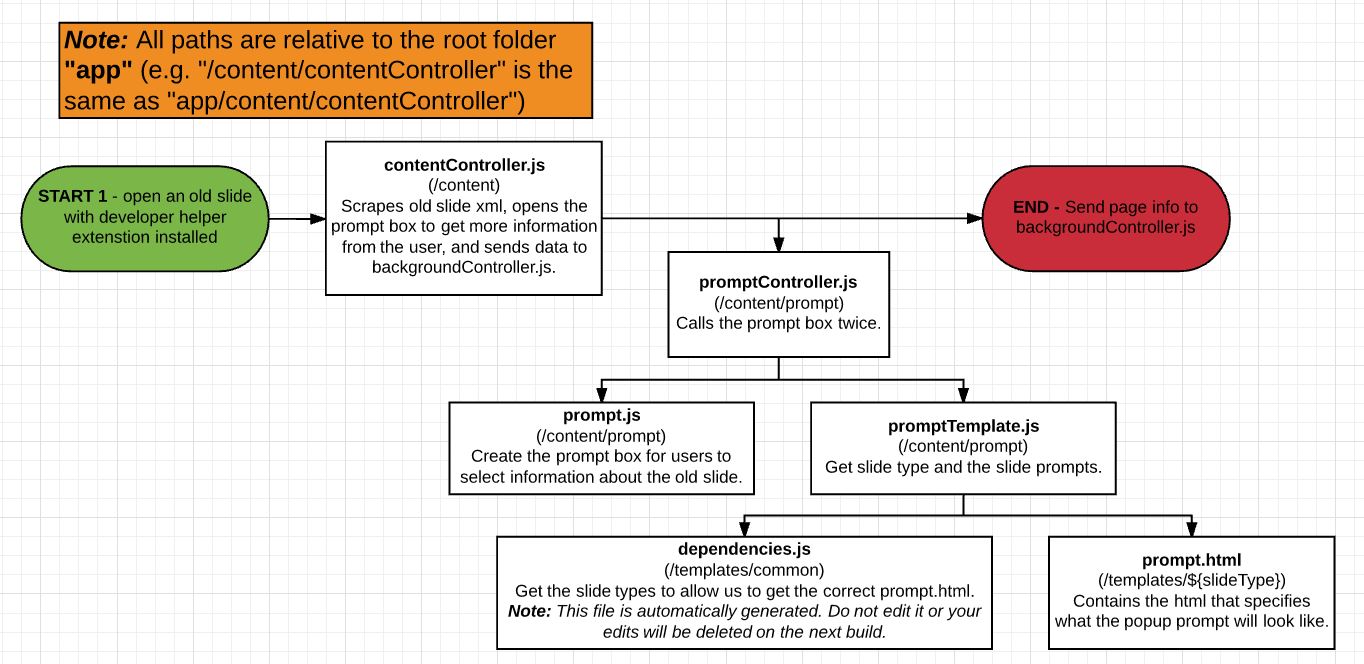 Note: All paths are relative to the root folder
"app" (e.g. "/content/contentController" is the
same as "app/content/contentController")
START 1 - open an old slide
with developer helper
extenstion installed
contentController.js
(/content)
Scrapes old slide xml, opens the
prompt box to get more information
from the user, and sends data to
backgroundController.js.
END - Send page info to
backgroundController.js
promptController.js
(/content/prompt)
Calls the prompt box twice.
prompt.js
(/content/prompt)
Create the prompt box for users to
select information about the old slide.
promptTemplate.js
(/content/prompt)
Get slide type and the slide prompts.
dependencies.js
(/templates/common)
Get the slide types to allow us to get the correct prompt.html.
Note: This file is automatically generated. Do not edit it or your
edits will be deleted on the next build.
prompt.html
(/templates/${slideType})
Contains the html that specifies
what the popup prompt will look like.